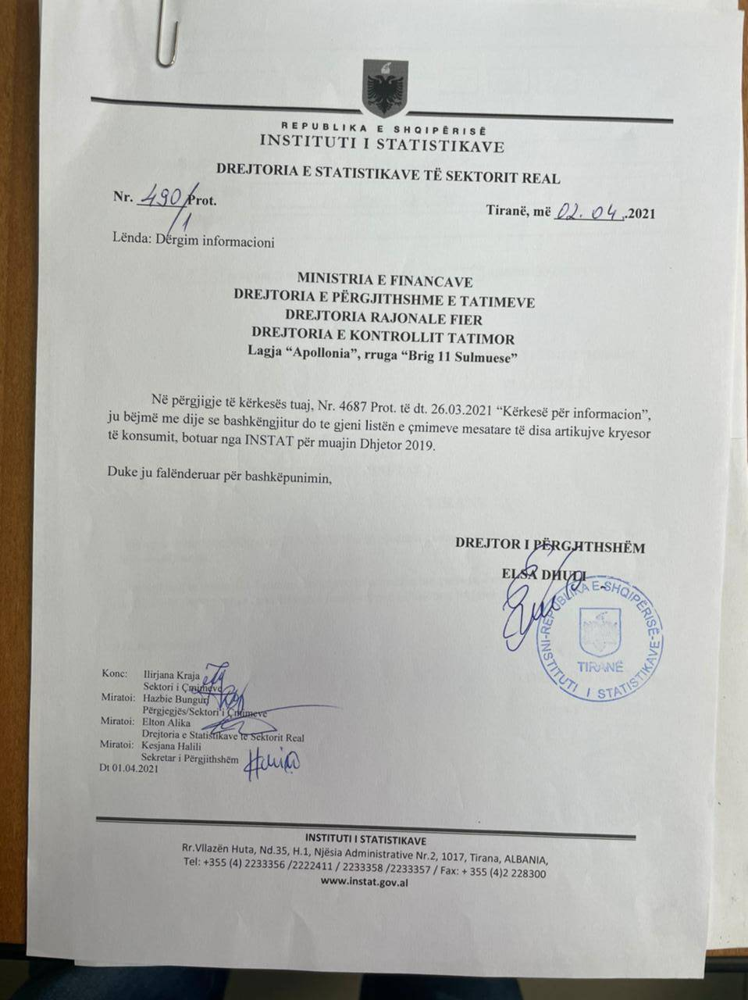 REPUBLIKA E SHQIPËRISË
INSTITUTI I STATISTIKAVE
DREJTORIA E STATISTIKAVE TË SEKTORIT REAL
Nr. 490/1 Prot.
Tiranë, më 02.04.2021
Lënda: Dërgim informacioni
MINISTRIA E FINANCAVE
DREJTORIA E PËRGJITHSHME E TATIMEVE
DREJTORIA RAJONALE FIER
DREJTORIA E KONTROLLIT TATIMOR
Lagja “Apollonia”, rruga “Brig 11 Sulmuese”
Në përgjigje të kërkesës tuaj, Nr. 4687 Prot. të dt. 26.03.2021 “Kërkesë për informacion”,
ju bëjmë me dije se bashkëngjitur do te gjeni listën e çmimeve mesatare të disa artikujve kryesor
të konsumit, botuar nga INSTAT për muajin Dhjetor 2019.
Duke ju falënderuar për bashkëpunimin,
DREJTOR I PËRGJITHSHËM
ELSA DHULI
INSTITUTI I STATISTIKAVE-REPUBLIKA E SHQIPËRISË-
TIRANË
Konc: Ilirjana Kraja
Sektori i Çmimeve
Miratoi: Hazbie Bunguri
Përgjegjës/Sektori i Çmimeve
Miratoi: Elton Alika
Drejtoria e Statistikave të Sektorit Real
Miratoi: Kesjana Halili
Sekretar i Përgjithshëm
Dt 01.04.2021
INSTITUTI I STATISTIKAVE
Rr.Vllazën Huta, Nd.35, H.1, Njësia Administrative Nr.2, 1017, Tirana, ALBANIA,
Tel: +355 (4) 2233356 /2222411 / 2233358 /2233357 / Fax: + 355 (4)2 228300
www.instat.gov.al